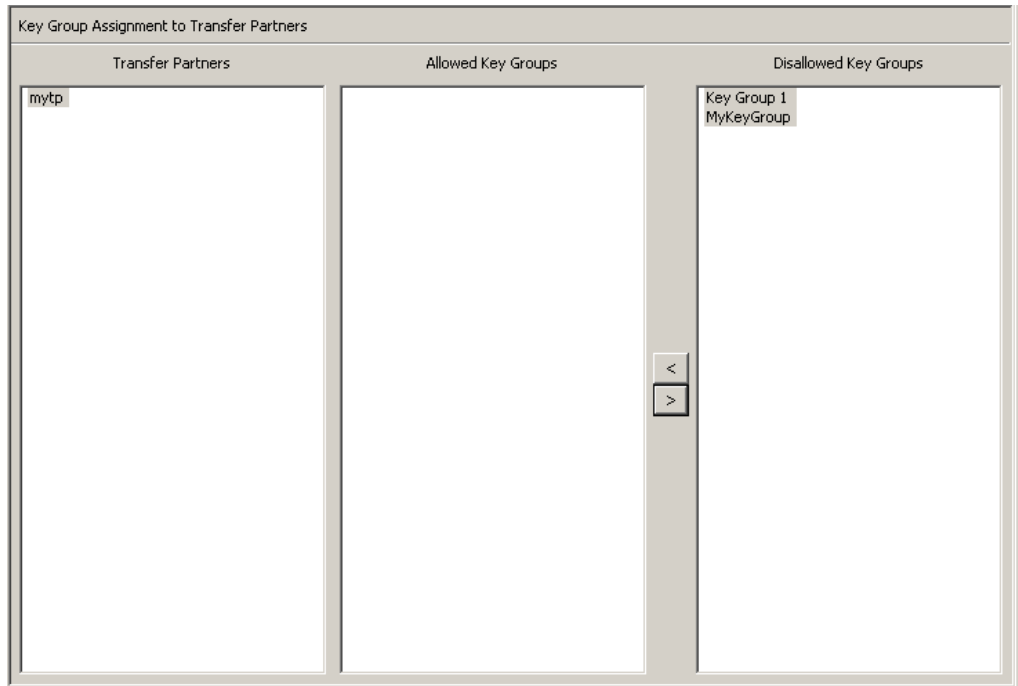 Key Group Assignment to Transfer Partners
Transfer Partners
Allowed Key Groups
Disallowed Key Groups
mytp
Key Group 1
MyKeyGroup
<
>